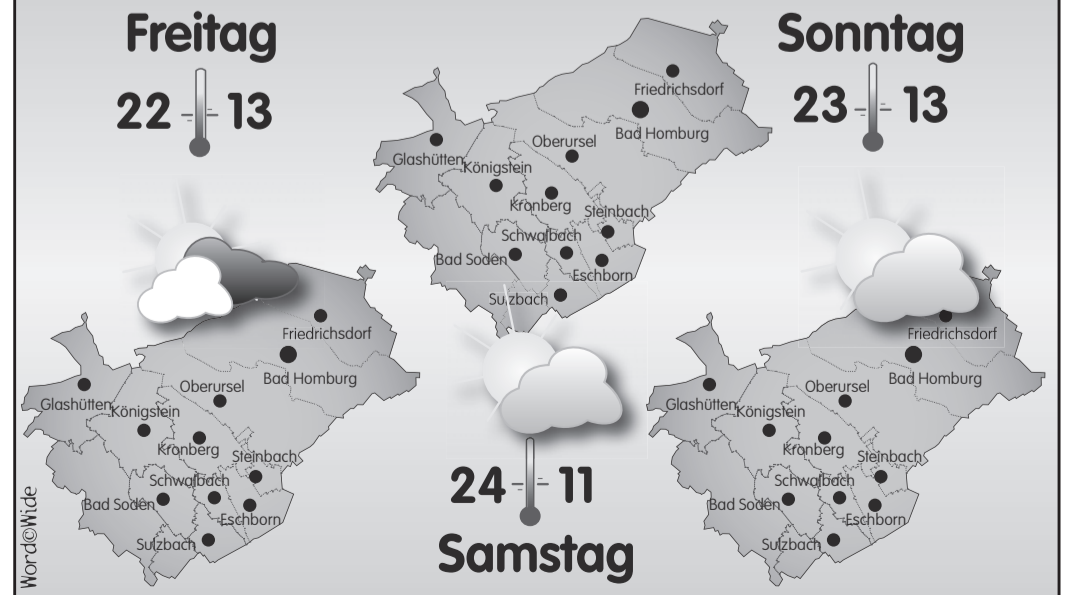 Freitag
22 13
Sonntag
23 13
Friedrichsdorf
Bad Homburg
Oberursel
Glashütten
Königstein
Kronberg
Steinbach
Schwalbach
Bad Soden
Eschborn
Sulzbach
Friedrichsdorf
Bad Homburg
Oberursel
Glashütten
Königstein
Kronberg
Steinbach
Schwalbach
Bad Soden
Eschborn
Sulzbach
Friedrichsdorf
Bad Homburg
Oberursel
Glashütten
Königstein
Kronberg
Steinbach
Schwalbach
Bad Soden
Eschborn
Sulzbach
24 11
Samstag
Word©Wide